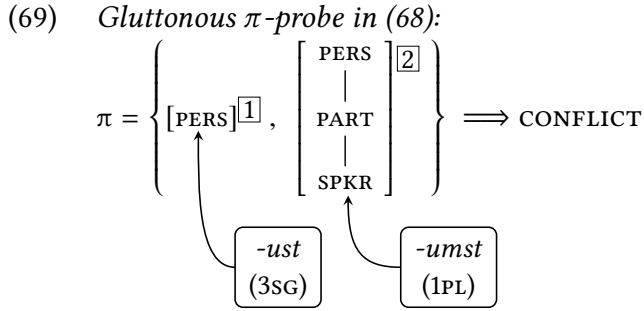 (69) Gluttonous π-probe in (68):
PERS
π = { [PERS] 1 , PART 2 } ⟹ CONFLICT
SPKR
-ust -umst
(3SG) (1PL)